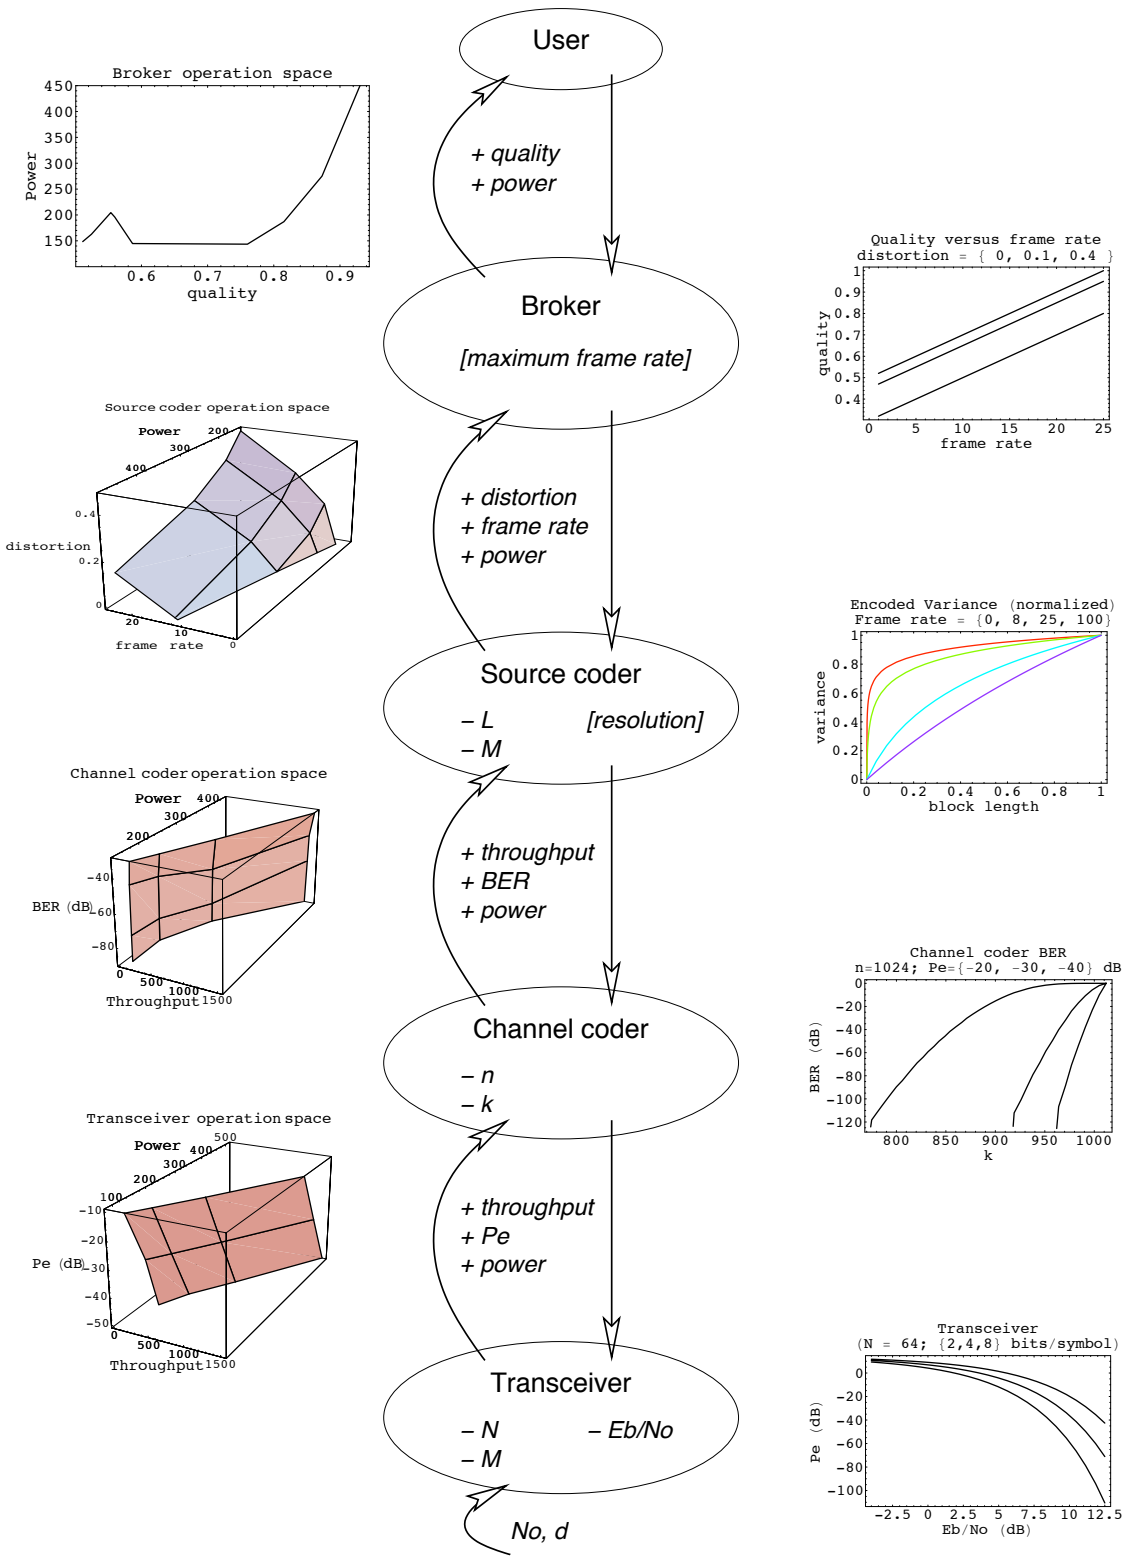 User
Broker operation space
450
400
350
300
250
200
150
Power
0.6 0.7 0.8 0.9
quality
+ quality
+ power
Broker
[maximum frame rate]
Quality versus frame rate
distortion = { 0, 0.1, 0.4 }
1
0.9
0.8
0.7
0.6
0.5
0.4
quality
0 5 10 15 20 25
frame rate
Source coder operation space
Power 200
300
400
0.4
distortion
0.2
0
20
10
0
frame rate
+ distortion
+ frame rate
+ power
Source coder
– L [resolution]
– M
Encoded Variance (normalized)
Frame rate = {0, 8, 25, 100}
1
0.8
0.6
0.4
0.2
0
variance
0 0.2 0.4 0.6 0.8 1
block length
Channel coder operation space
Power 400
300
200
-40
BER (dB)
-60
-80
0
500
1000
1500
Throughput
+ throughput
+ BER
+ power
Channel coder
– n
– k
Channel coder BER
n=1024; Pe={-20, -30, -40} dB
0
-20
-40
-60
-80
-100
-120
BER (dB)
800 850 900 950 1000
k
Transceiver operation space
500
Power 400
300
200
100
-10
-20
Pe (dB)
-30
-40
-50
0
500
1000
1500
Throughput
+ throughput
+ Pe
+ power
Transceiver
– N – Eb/No
– M
No, d
Transceiver
(N = 64; {2,4,8} bits/symbol)
0
-20
-40
-60
-80
-100
Pe (dB)
-2.5 0 2.5 5 7.5 10 12.5
Eb/No (dB)